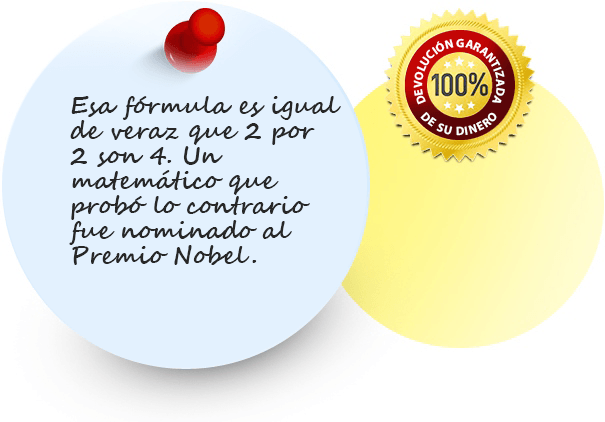 Esa fórmula es igual
de veraz que 2 por
2 son 4. Un
matemático que
probó lo contrario
fue nominado al
Premio Nobel.
DEVOLUCIÓN GARANTIZADA
100%
DE SU DINERO